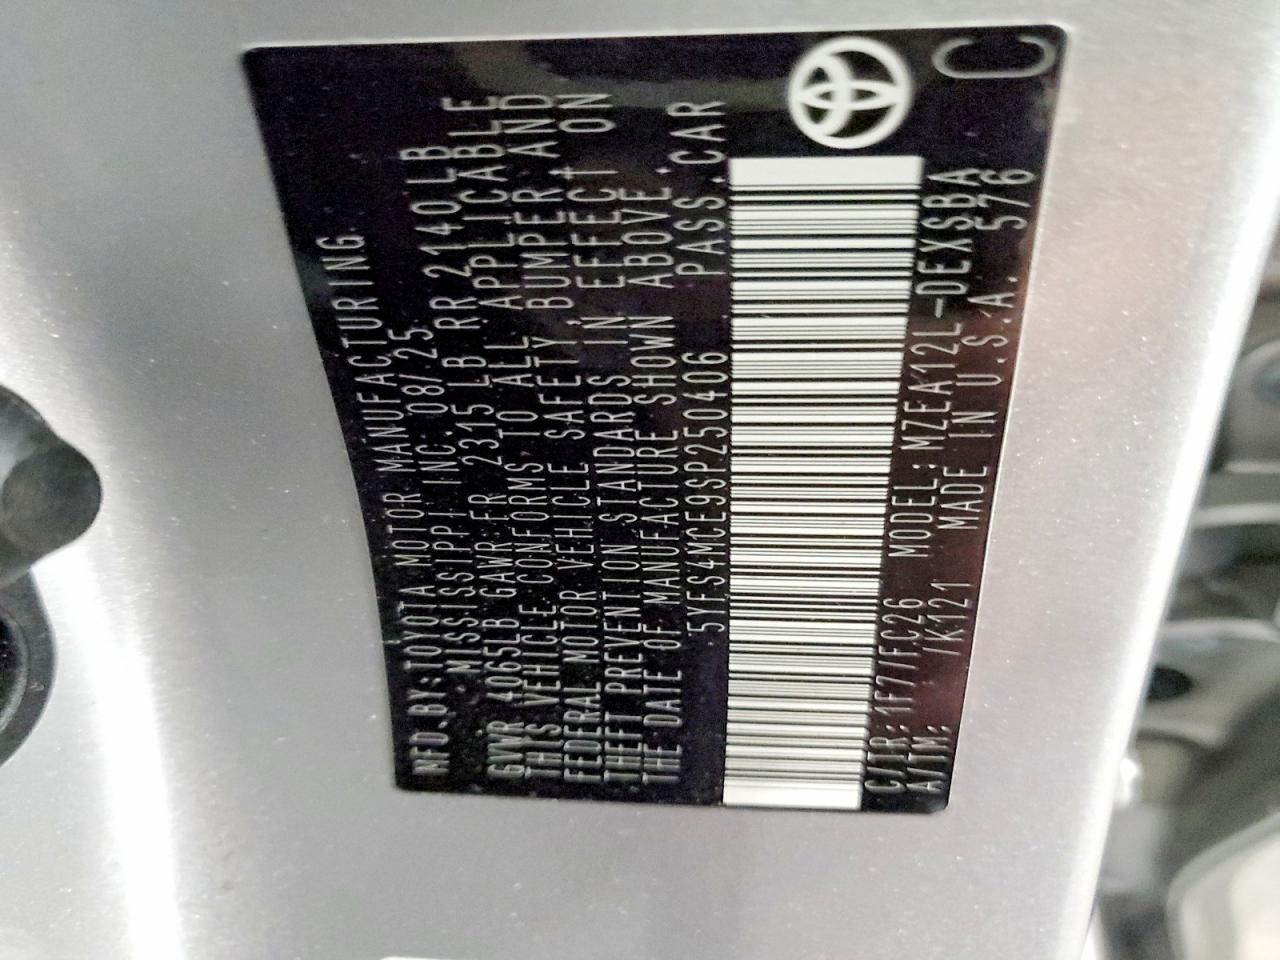 MFD.BY:TOYOTA MOTOR MANUFACTURING
,MISSISSIPPI,INC.08/25
GVWR 4065LB GAWR FR 2315LB RR 2140LB
THIS VEHICLE CONFORMS TO ALL APPLICABLE
FEDERAL MOTOR VEHICLE SAFETY,BUMPER AND
THEFT PREVENTION STANDARDS IN EFFECT ON
THE DATE OF MANUFACTURE SHOWN ABOVE.
5YFS4MCE9SP250406 PASS.CAR
C/TR:1F7/FC26 MODEL:MZEA12L-DEXSBA
A/TM: /K121 MADE IN U.S.A. 576
C